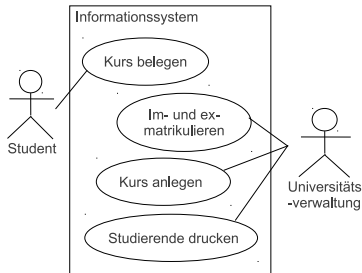 Informationssystem
Kurs belegen
Student
Im- und ex-
matrikulieren
Kurs anlegen
Universitäts
-verwaltung
Studierende drucken